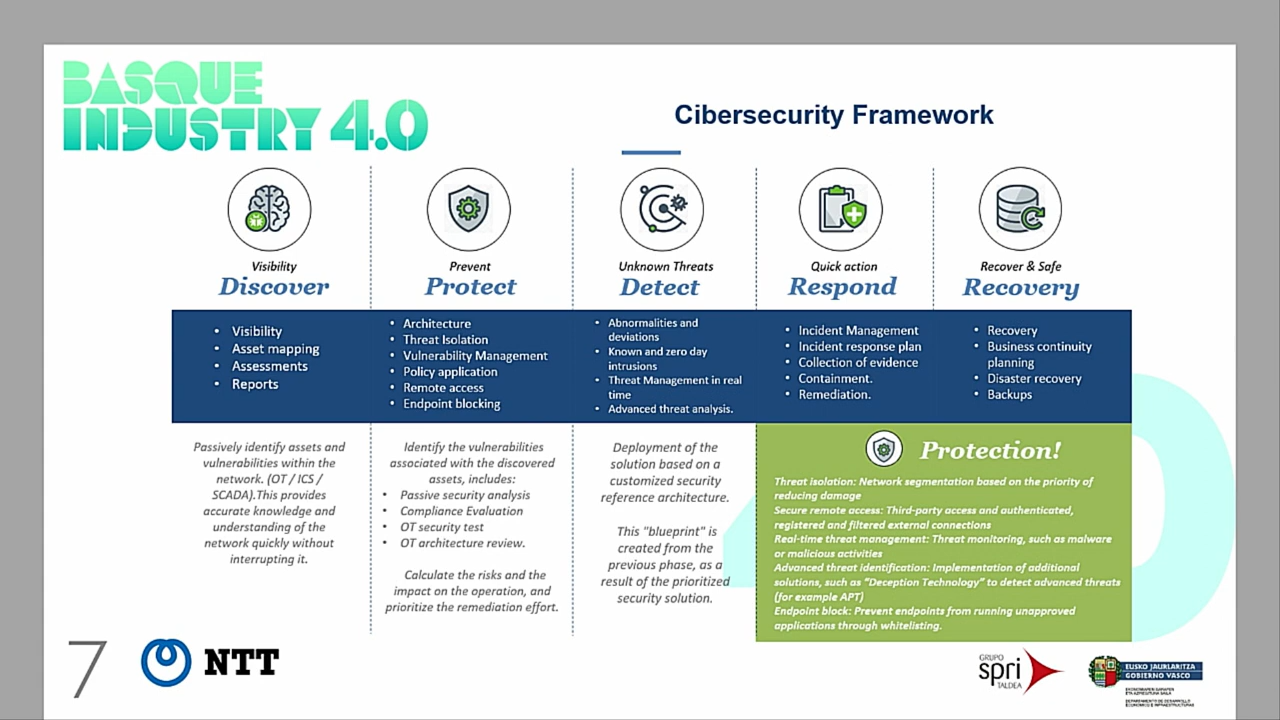 BASQUE
INDUSTRY 4.0
Cibersecurity Framework
Visibility
Discover
Prevent
Protect
Unknown Threats
Detect
Quick action
Respond
Recover & Safe
Recovery
• Visibility
• Asset mapping
• Assessments
• Reports
• Architecture
• Threat Isolation
• Vulnerability Management
• Policy application
• Remote access
• Endpoint blocking
• Abnormalities and
deviations
• Known and zero day
intrusions
• Threat Management in real
time
• Advanced threat analysis.
• Incident Management
• Incident response plan
• Collection of evidence
• Containment.
• Remediation.
• Recovery
• Business continuity
planning
• Disaster recovery
• Backups
Passively identify assets and
vulnerabilities within the
network. (OT / ICS /
SCADA).This provides
accurate knowledge and
understanding of the
network quickly without
interrupting it.
Identify the vulnerabilities
associated with the discovered
assets, includes:
• Passive security analysis
• Compliance Evaluation
• OT security test
• OT architecture review.
Calculate the risks and the
impact on the operation, and
prioritize the remediation effort.
Deployment of the
solution based on a
customized security
reference architecture.
This "blueprint" is
created from the
previous phase, as a
result of the prioritized
security solution.
Protection!
Threat isolation: Network segmentation based on the priority of
reducing damage
Secure remote access: Third-party access and authenticated,
registered and filtered external connections
Real-time threat management: Threat monitoring, such as malware
or malicious activities
Advanced threat identification: Implementation of additional
solutions, such as "Deception Technology" to detect advanced threats
(for example APT)
Endpoint block: Prevent endpoints from running unapproved
applications through whitelisting.
7
NTT
GRUPO
spri
TALDEA
EUSKO JAURLARITZA
GOBIERNO VASCO
EKONOMIAREN GARAPEN
ETA AZPIEGITURA SAILA
DEPARTAMENTO DE DESARROLLO
ECONÓMICO E INFRAESTRUCTURAS